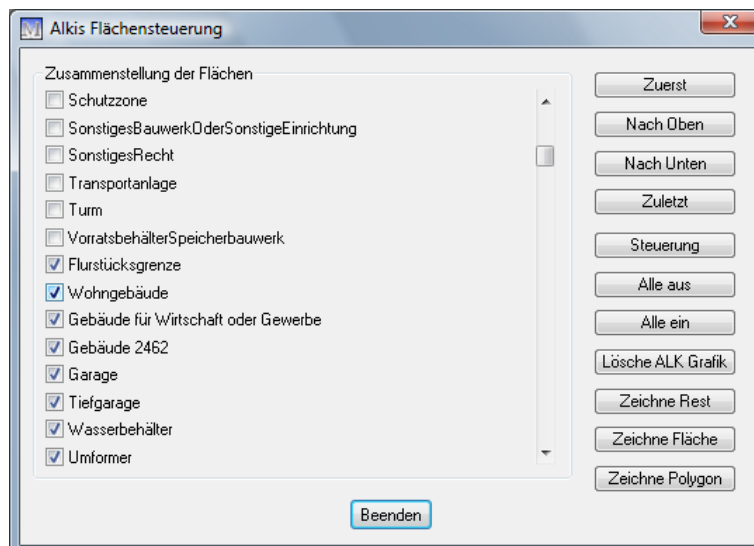 M Alkis Flächensteuerung
Zusammenstellung der Flächen
Schutzzone
SonstigesBauwerkOderSonstigeEinrichtung
SonstigesRecht
Transportanlage
Turm
VorratsbehälterSpeicherbauwerk
Flurstücksgrenze
Wohngebäude
Gebäude für Wirtschaft oder Gewerbe
Gebäude 2462
Garage
Tiefgarage
Wasserbehälter
Umformer
Zuerst
Nach Oben
Nach Unten
Zuletzt
Steuerung
Alle aus
Alle ein
Lösche ALK Grafik
Zeichne Rest
Zeichne Fläche
Zeichne Polygon
Beenden